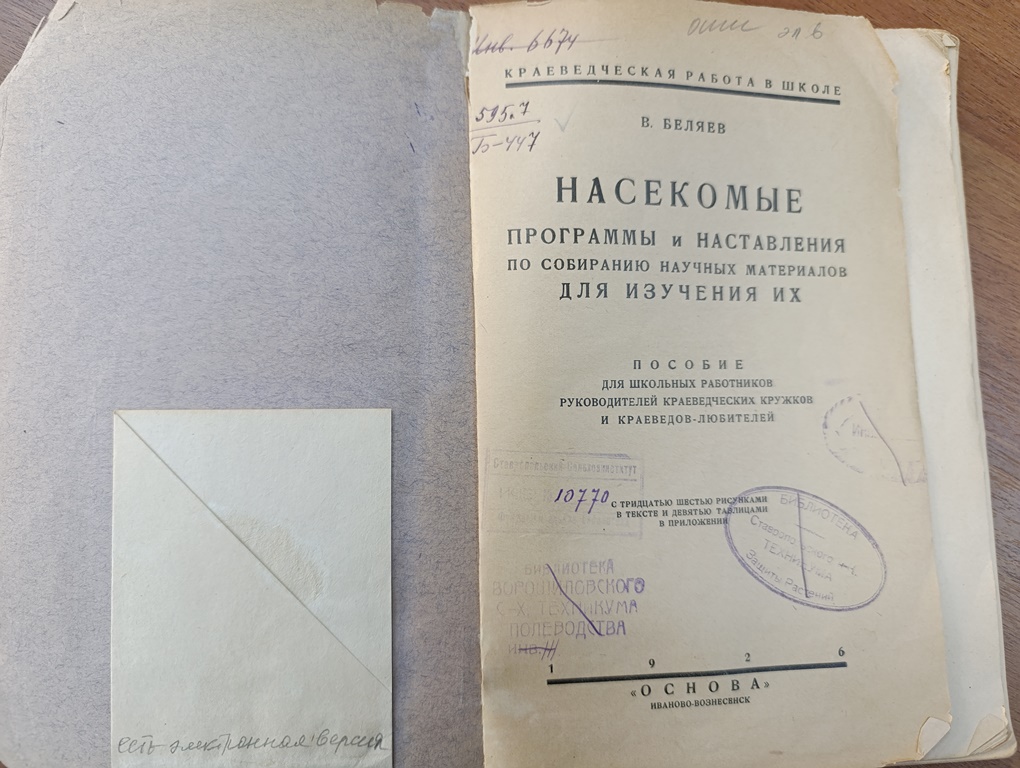 Инв. 6674
эл в
КРАЕВЕДЧЕСКАЯ РАБОТА В ШКОЛЕ
595.7
Б-447
В. БЕЛЯЕВ
НАСЕКОМЫЕ
ПРОГРАММЫ и НАСТАВЛЕНИЯ
ПО СОБИРАНИЮ НАУЧНЫХ МАТЕРИАЛОВ
ДЛЯ ИЗУЧЕНИЯ ИХ
ПОСОБИЕ
ДЛЯ ШКОЛЬНЫХ РАБОТНИКОВ
РУКОВОДИТЕЛЕЙ КРАЕВЕДЧЕСКИХ КРУЖКОВ
И КРАЕВЕДОВ-ЛЮБИТЕЛЕЙ
10770
С ТРИДЦАТЬЮ ШЕСТЬЮ РИСУНКАМИ
В ТЕКСТЕ И ДЕВЯТЬЮ ТАБЛИЦАМИ
В ПРИЛОЖЕНИИ
БИБЛИОТЕКА
ТЕХНИКУМА
Защиты Растений
БИБЛИОТЕКА
ВОРОШИЛОВСКОГО
С-Х. ТЕХНИКУМА
ПОЛЕВОДСТВА
ИНВ.
1 9 2 6
«ОСНОВА»
ИВАНОВО-ВОЗНЕСЕНСК
есть электронная версия